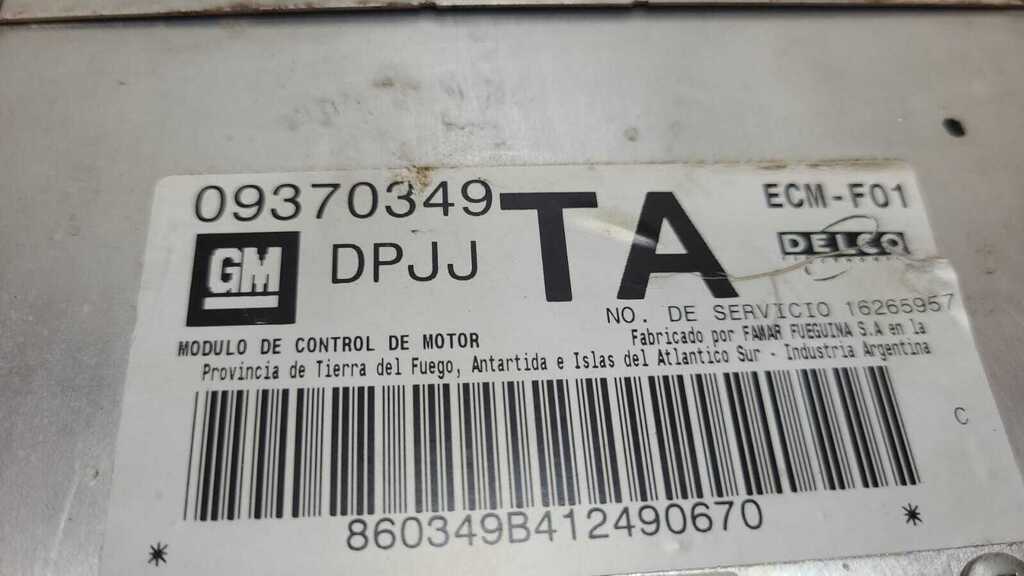 09370349 TA ECM-F01
GM DPJJ DELCO
NO. DE SERVICIO 16265957
MODULO DE CONTROL DE MOTOR Fabricado por FAMAR FUEGUINA S.A en la
Provincia de Tierra del Fuego, Antartida e Islas del Atlantico Sur - Industria Argentina
C
* 860349B412490670 *